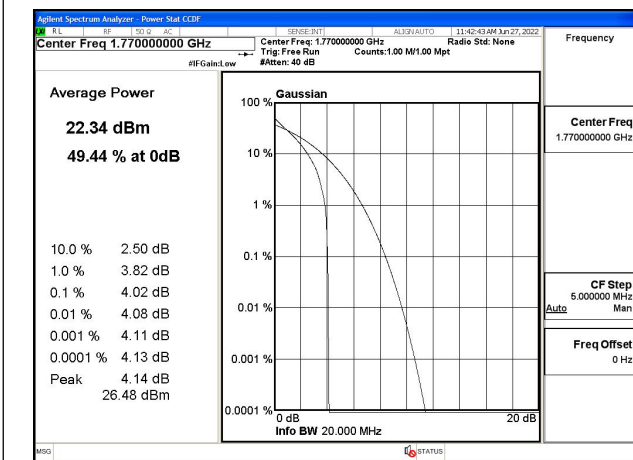 Agilent Spectrum Analyzer - Power Stat CCDF
LXI RL RF 50 Ω AC SENSE:INT ALIGN AUTO 11:42:43 AM Jun 27, 2022
Center Freq 1.770000000 GHz
Center Freq: 1.770000000 GHz Radio Std: None
Trig: Free Run Counts:1.00 M/1.00 Mpt
#IFGain:Low #Atten: 40 dB
Frequency
Average Power
22.34 dBm
49.44 % at 0dB
10.0 % 2.50 dB
1.0 % 3.82 dB
0.1 % 4.02 dB
0.01 % 4.08 dB
0.001 % 4.11 dB
0.0001 % 4.13 dB
Peak 4.14 dB
26.48 dBm
Gaussian
100 %
10 %
1 %
0.1 %
0.01 %
0.001 %
0.0001 %
0 dB 20 dB
Info BW 20.000 MHz
Center Freq
1.770000000 GHz
CF Step
5.000000 MHz
Auto Man
Freq Offset
0 Hz
MSG STATUS